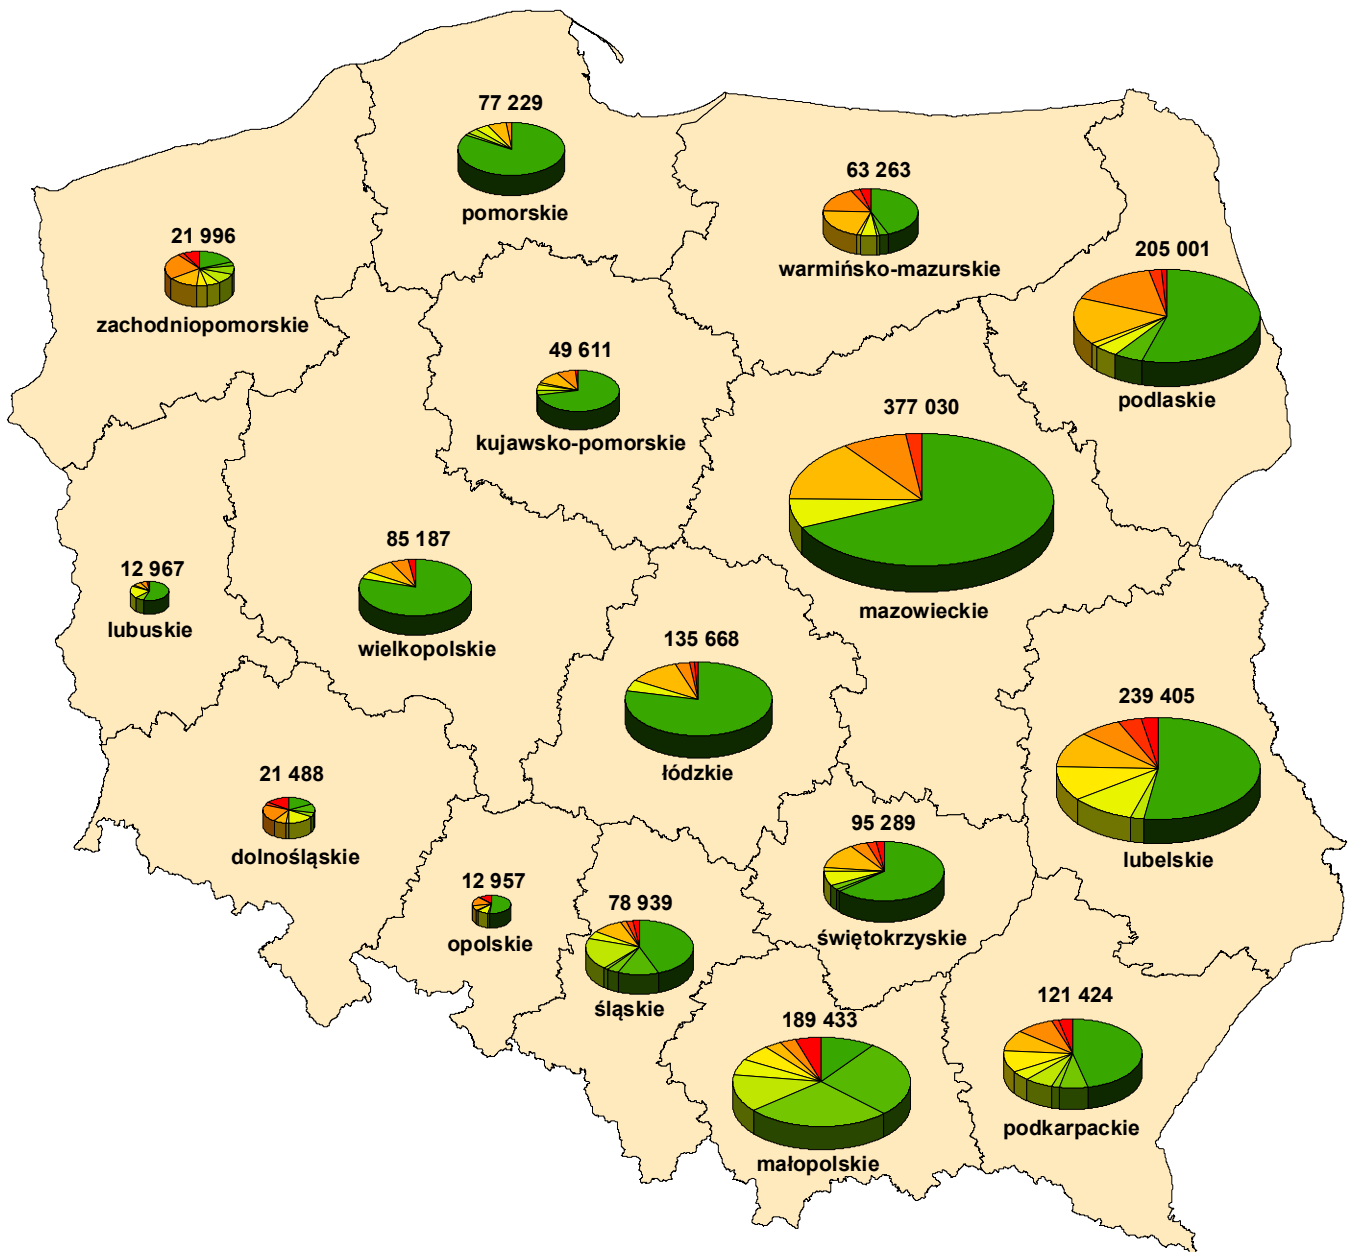 77 229
pomorskie
63 263
warmińsko-mazurskie
21 996
zachodniopomorskie
205 001
podlaskie
49 611
kujawsko-pomorskie
377 030
mazowieckie
12 967
lubuskie
85 187
wielkopolskie
135 668
łódzkie
239 405
lubelskie
21 488
dolnośląskie
95 289
świętokrzyskie
12 957
opolskie
78 939
śląskie
189 433
małopolskie
121 424
podkarpackie